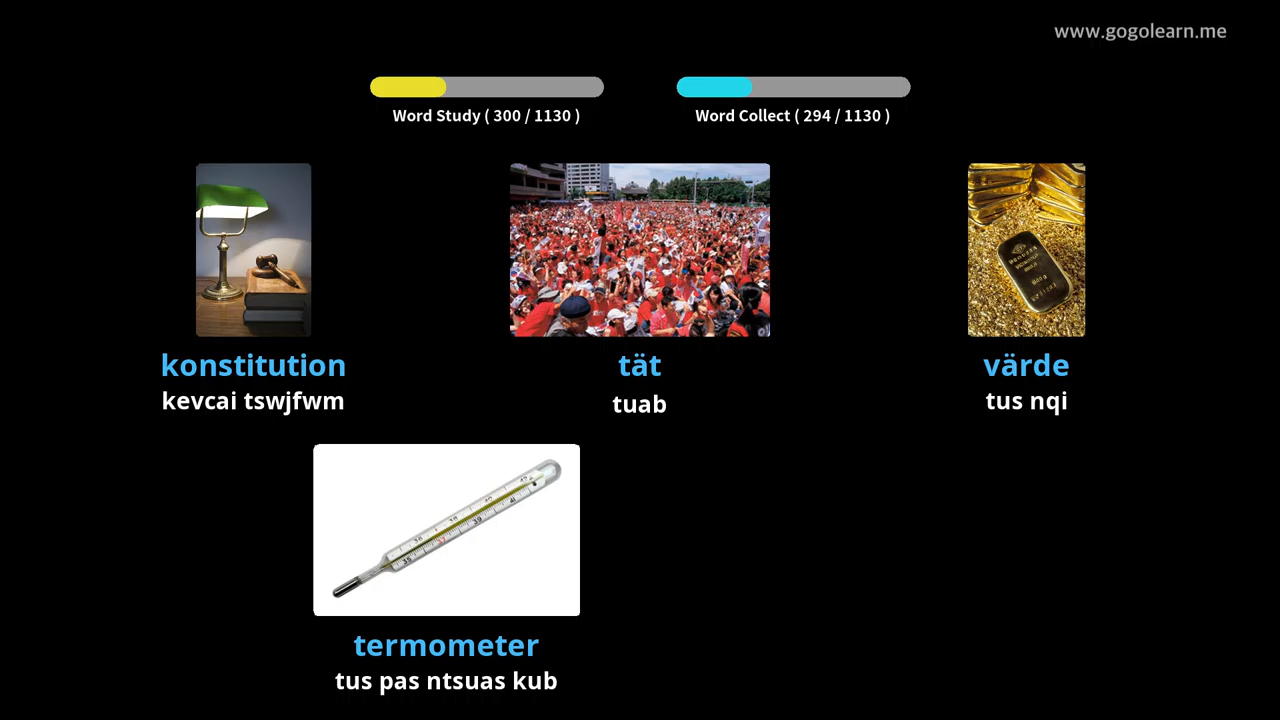 www.gogolearn.me
Word Study ( 300 / 1130 )
Word Collect ( 294 / 1130 )
konstitution
kevcai tswjfwm
tät
tuab
värde
tus nqi
termometer
tus pas ntsuas kub